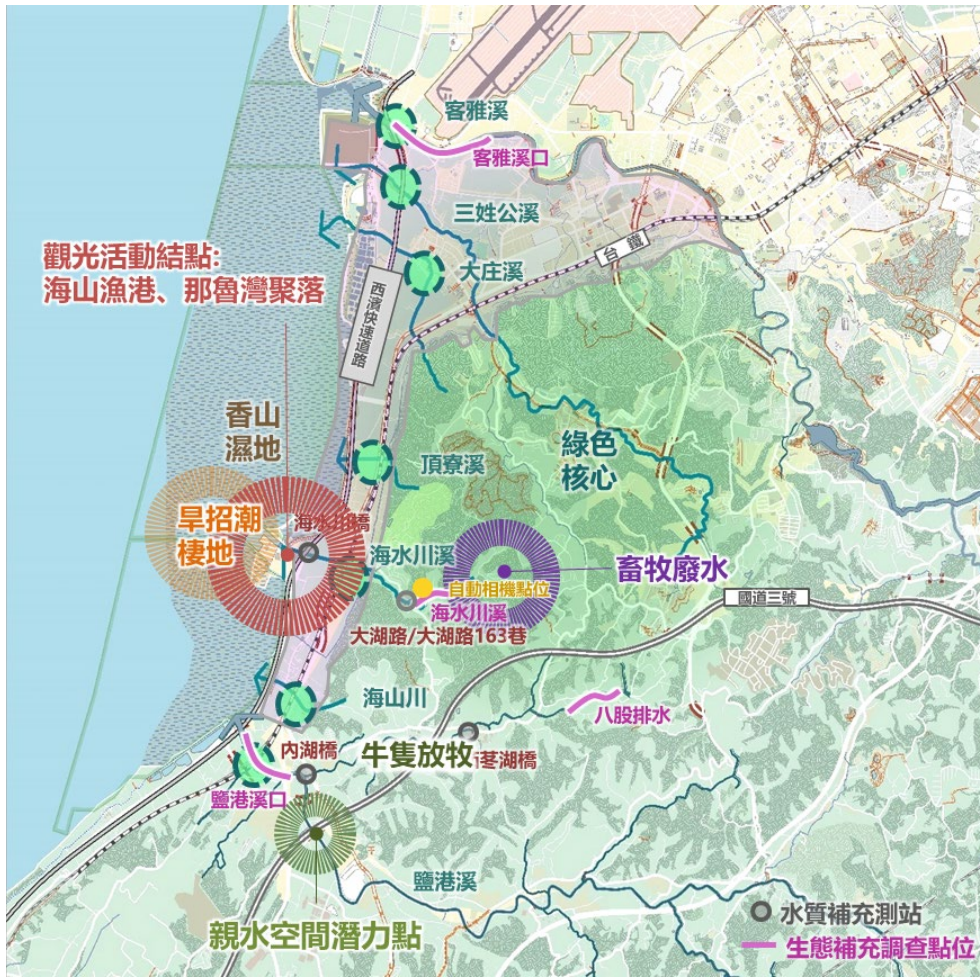 客雅溪
客雅溪口
三姓公溪
台鐵
大庄溪
觀光活動結點:
海山漁港、那魯灣聚落
西濱快速道路
香山
濕地
綠色
核心
頂寮溪
旱招潮
棲地
海水川橋
海水川溪
畜牧廢水
自動相機點位
海水川溪
國道三號
大湖路/大湖路163巷
海山川
八股排水
內湖橋
牛隻放牧
茎湖橋
鹽港溪口
鹽港溪
水質補充測站
親水空間潛力點
生態補充調查點位